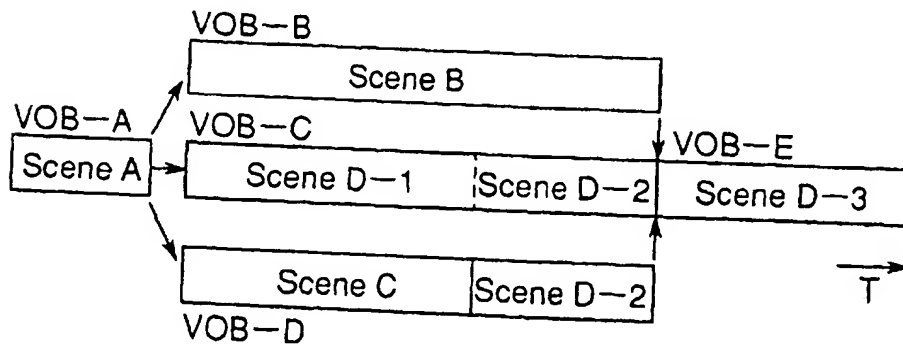 VOB—B
Scene B
VOB—A
Scene A
VOB—C
Scene D—1
Scene D—2
VOB—E
Scene D—3
Scene C
Scene D—2
VOB—D
T